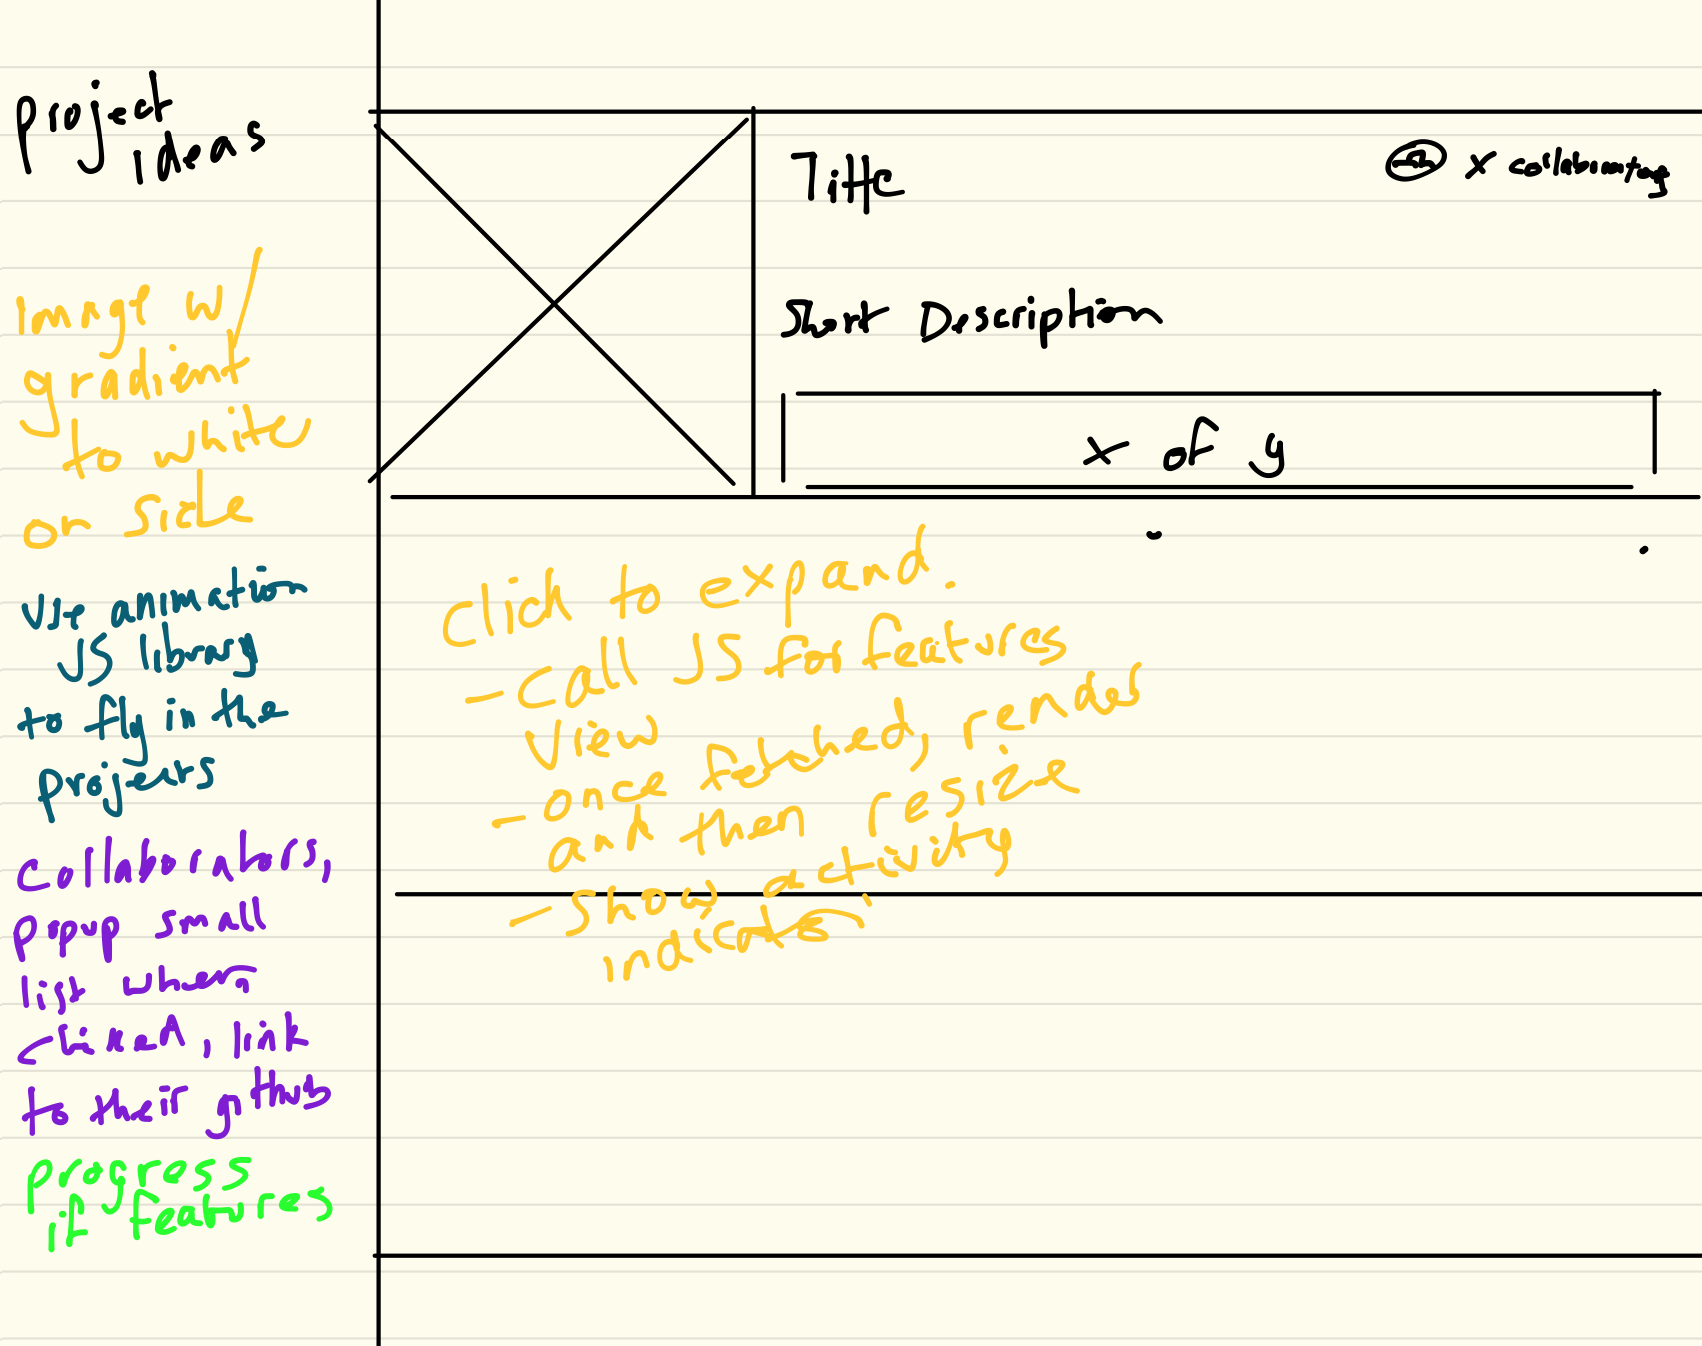 project
ideas
Image w/
gradient
to white
on side
Use animation
JS library
to fly in the
projects
Collaborators,
popup small
list when
clicked, link
to their github
progress
if features
Title
x collaborators
Short Description
x of y
Click to expand.
- Call JS for features
view
- once fetched, render
and then resize
- show activity
indicator